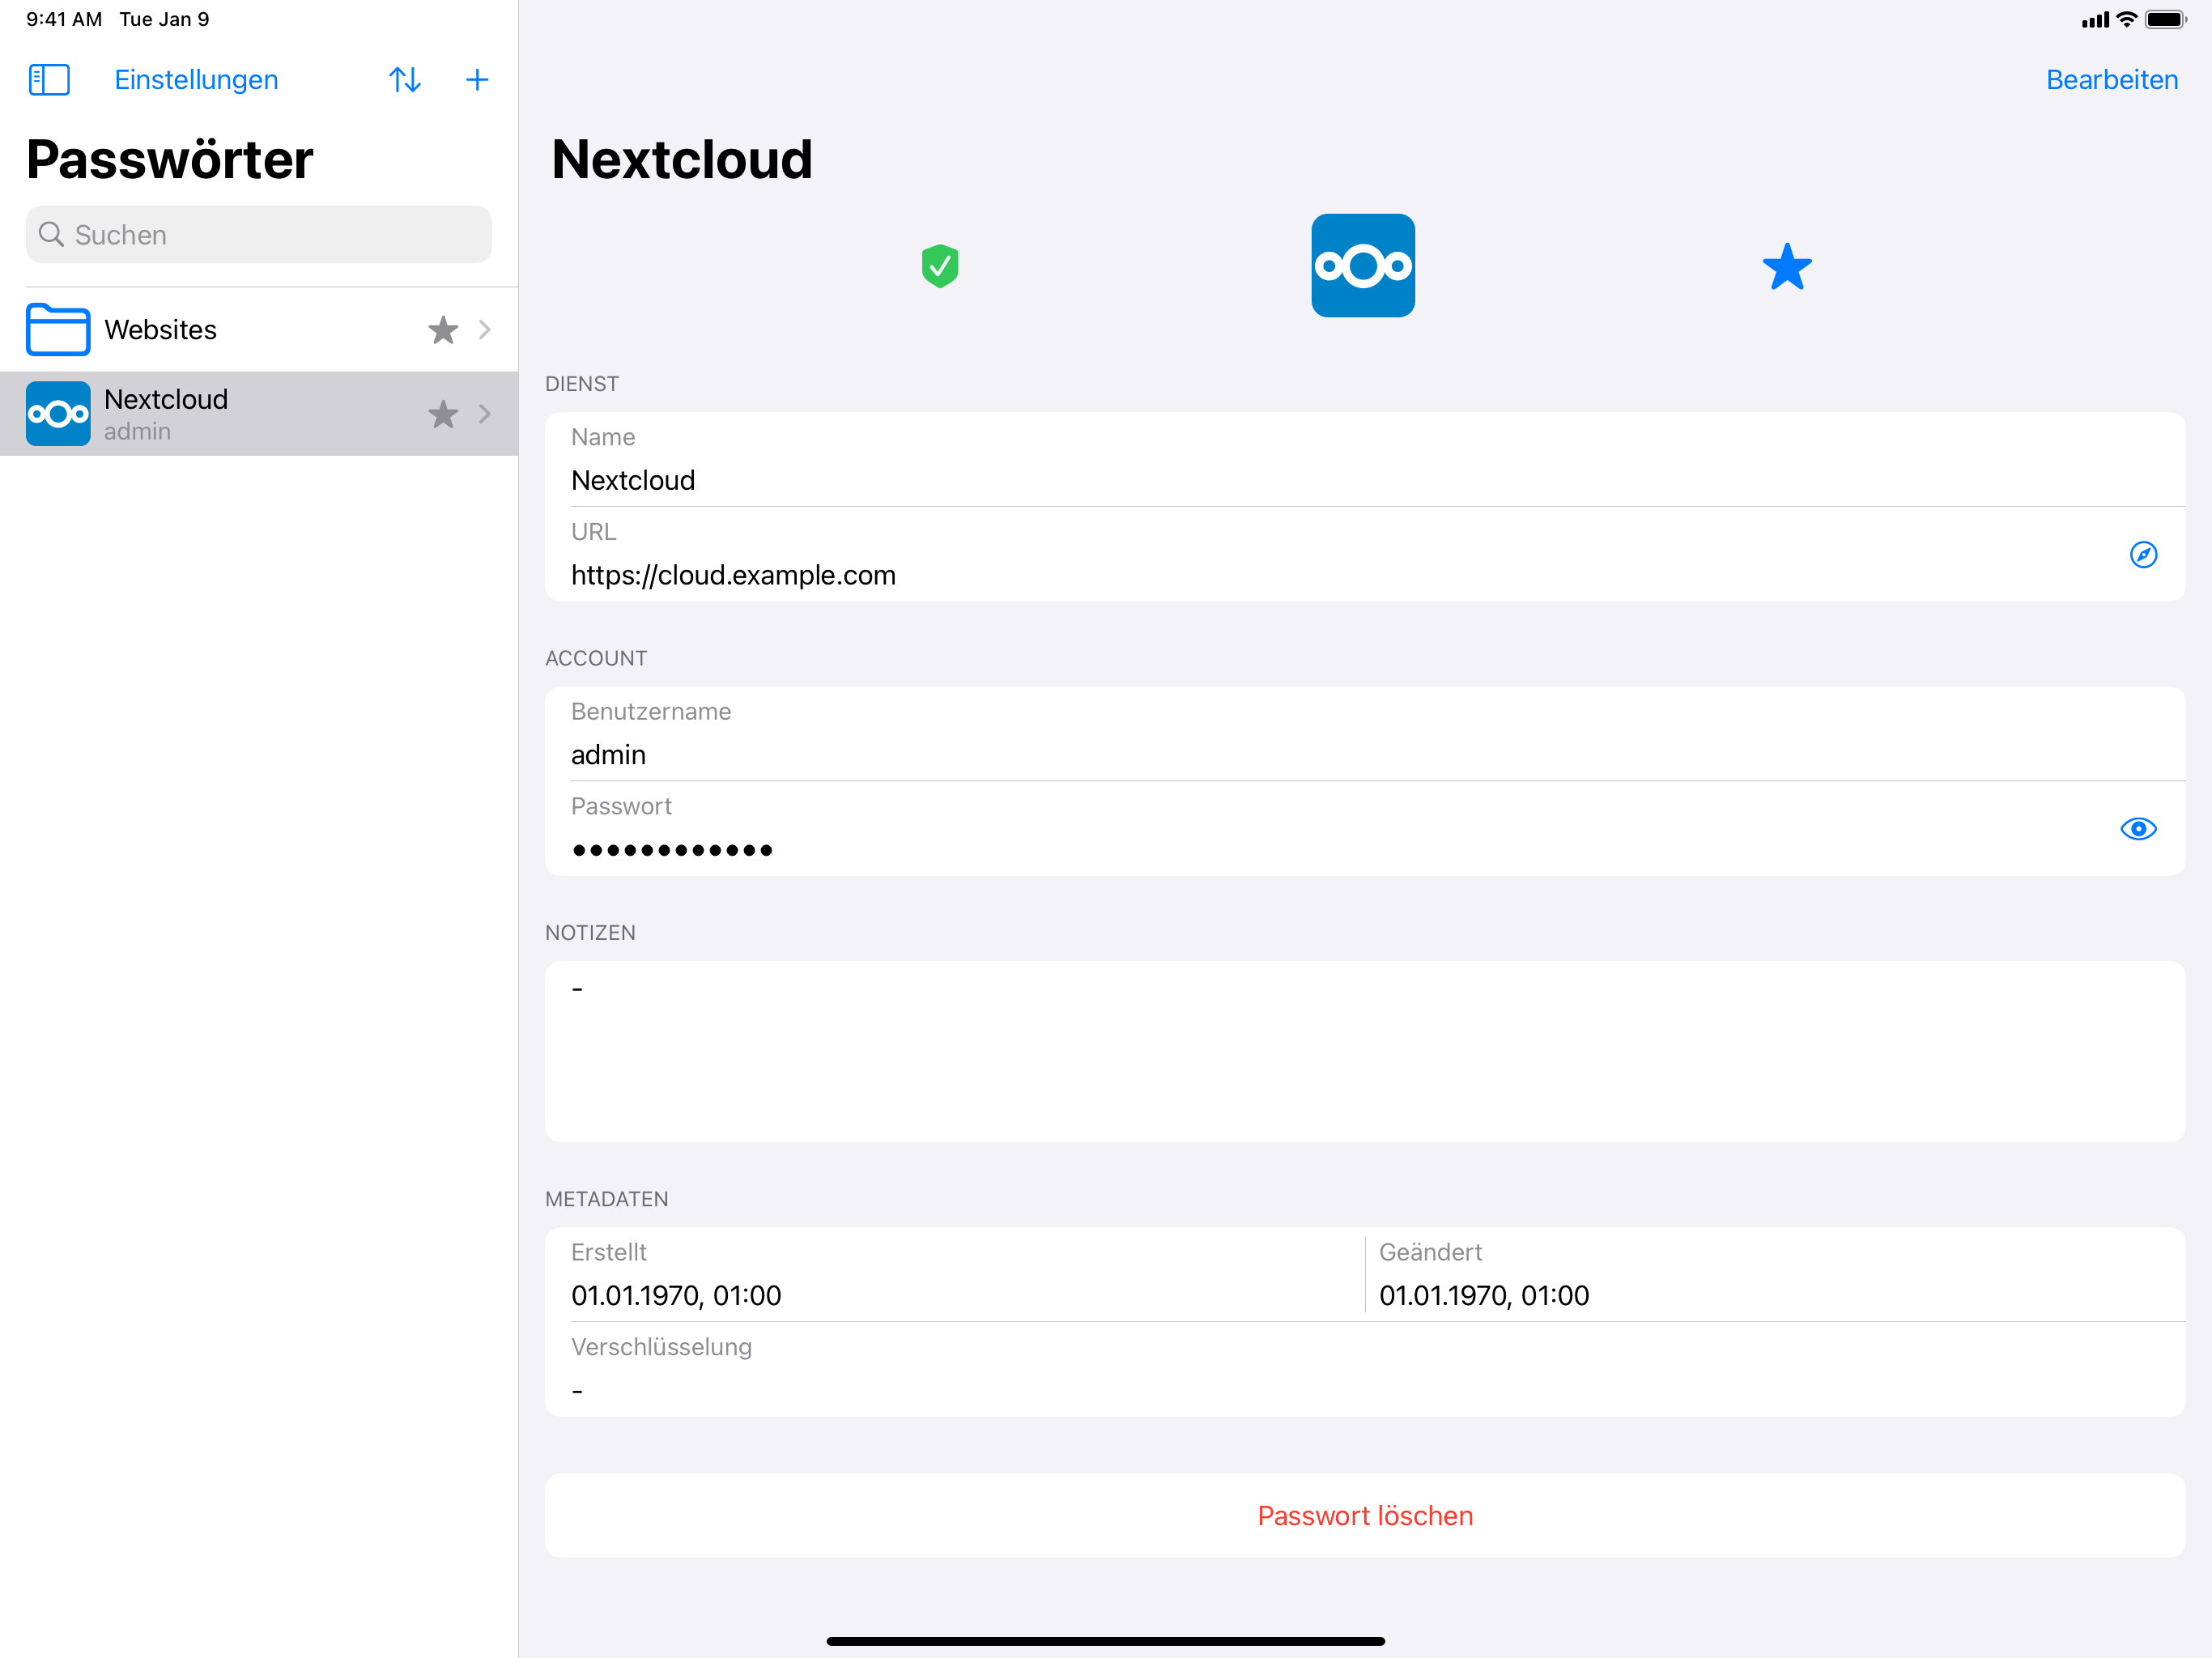 9:41 AM Tue Jan 9
Einstellungen
Passwörter
Suchen
Websites
Nextcloud
admin
Bearbeiten
Nextcloud
DIENST
Name
Nextcloud
URL
https://cloud.example.com
ACCOUNT
Benutzername
admin
Passwort
●●●●●●●●●●●●
NOTIZEN
-
METADATEN
Erstellt
01.01.1970, 01:00
Geändert
01.01.1970, 01:00
Verschlüsselung
-
Passwort löschen